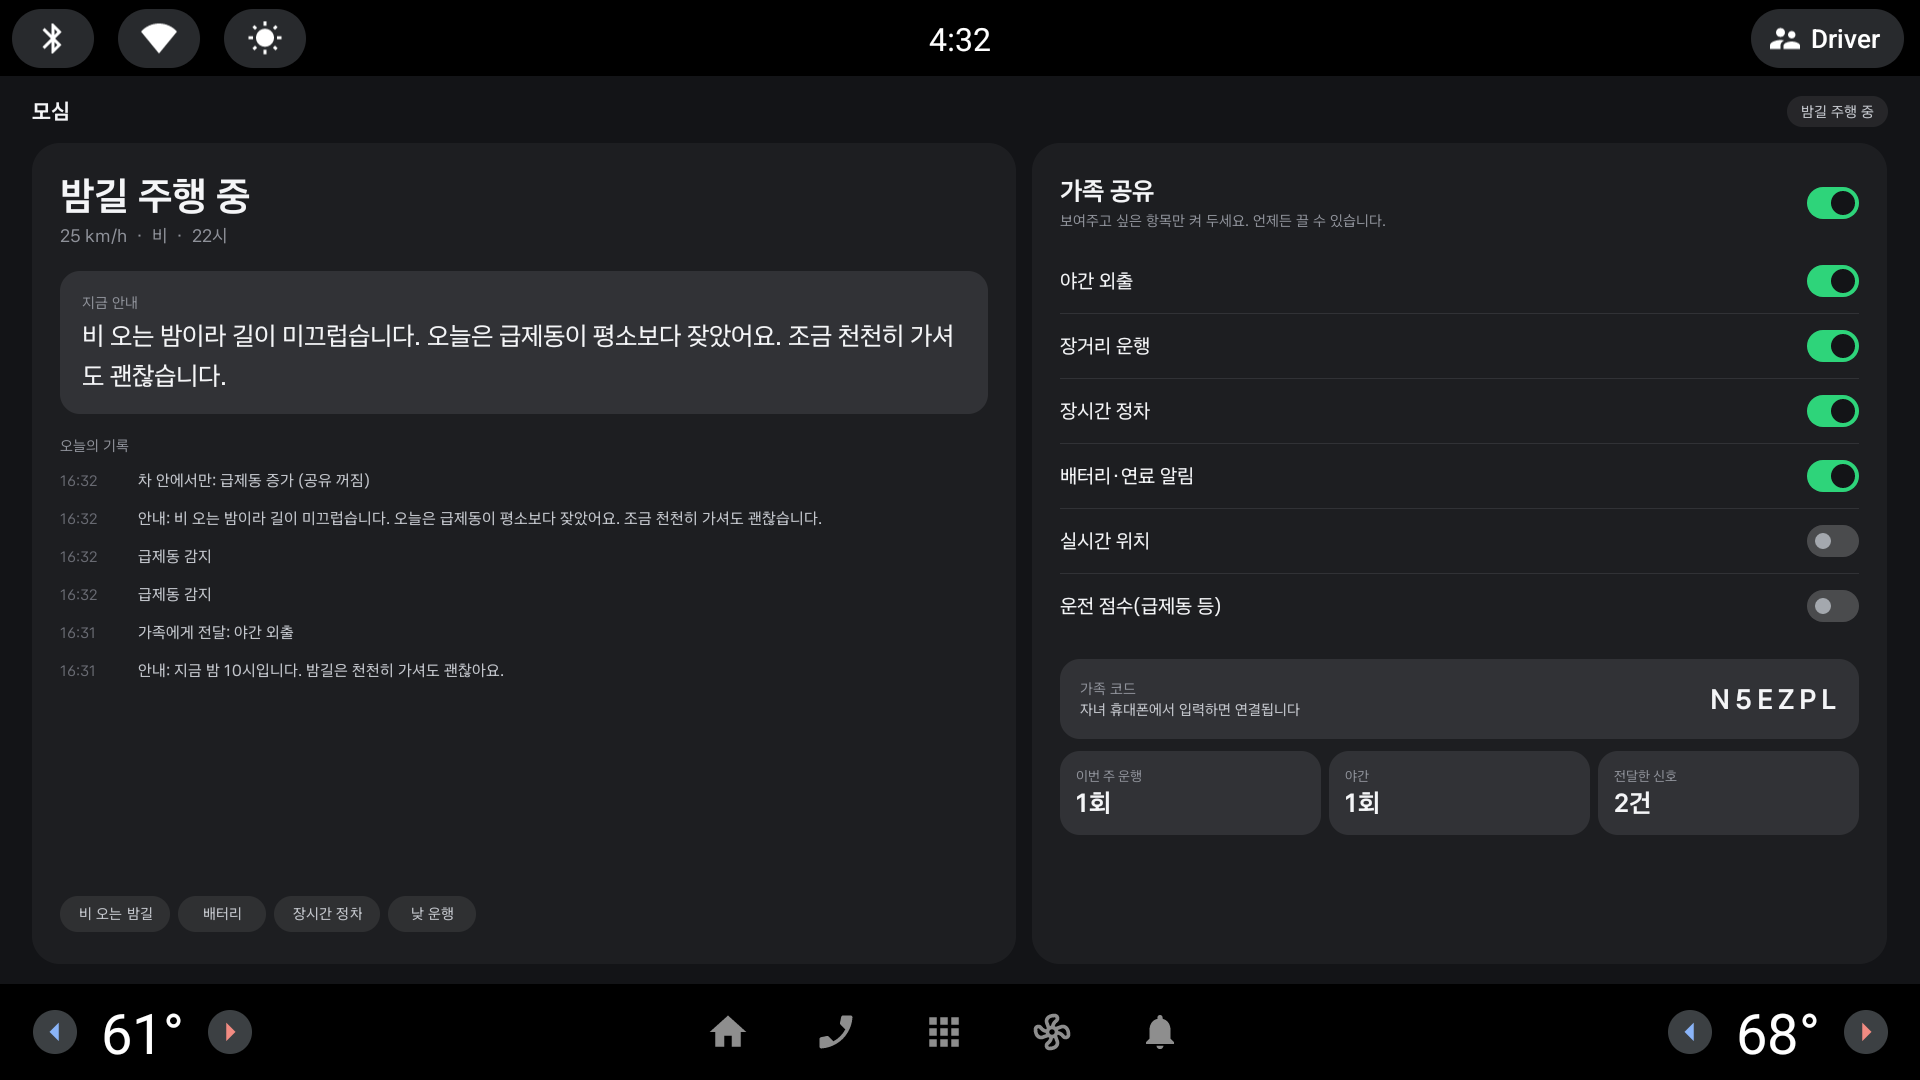 4:32
Driver
모심
밤길 주행 중
밤길 주행 중
25 km/h · 비 · 22시
지금 안내
비 오는 밤이라 길이 미끄럽습니다. 오늘은 급제동이 평소보다 잦았어요. 조금 천천히 가셔
도 괜찮습니다.
오늘의 기록
16:32 차 안에서만: 급제동 증가 (공유 꺼짐)
16:32 안내: 비 오는 밤이라 길이 미끄럽습니다. 오늘은 급제동이 평소보다 잦았어요. 조금 천천히 가셔도 괜찮습니다.
16:32 급제동 감지
16:32 급제동 감지
16:31 가족에게 전달: 야간 외출
16:31 안내: 지금 밤 10시입니다. 밤길은 천천히 가셔도 괜찮아요.
비 오는 밤길 배터리 장시간 정차 낮 운행
가족 공유
보여주고 싶은 항목만 켜 두세요. 언제든 끌 수 있습니다.
야간 외출
장거리 운행
장시간 정차
배터리·연료 알림
실시간 위치
운전 점수(급제동 등)
가족 코드
자녀 휴대폰에서 입력하면 연결됩니다
N5EZPL
이번 주 운행
1회
야간
1회
전달한 신호
2건
61°
68°